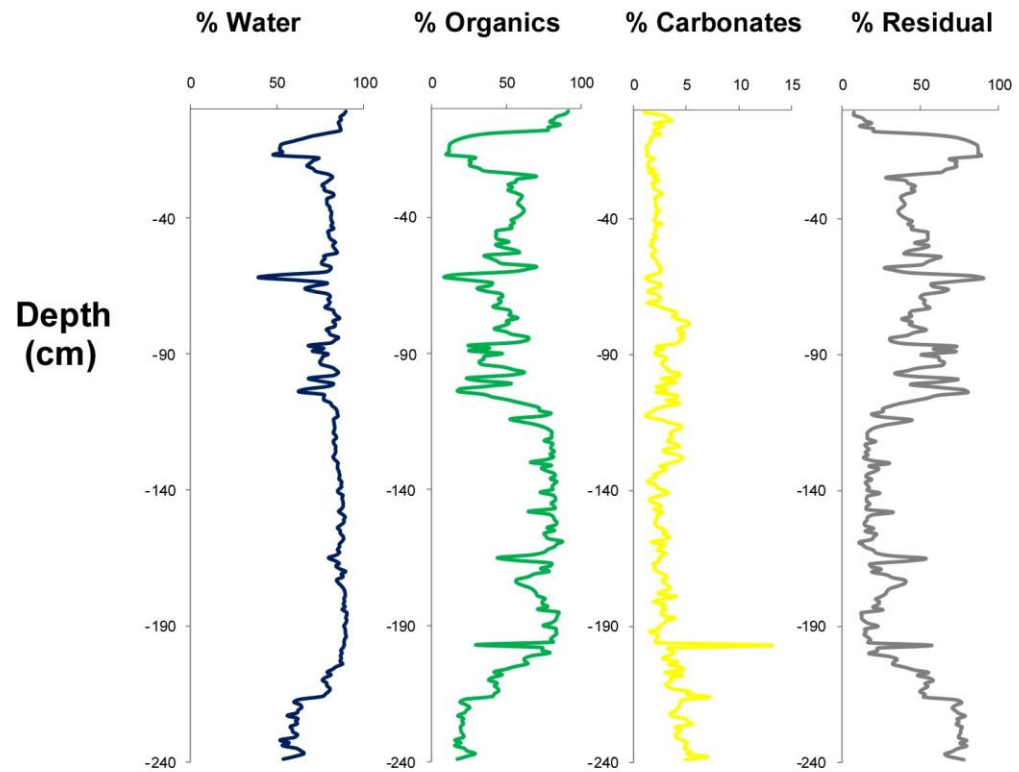 % Water % Organics % Carbonates % Residual
0 50 100 0 50 100 0 5 10 15 0 50 100
-40 -40 -40 -40
Depth
(cm)
-90 -90 -90 -90
-140 -140 -140 -140
-190 -190 -190 -190
-240 -240 -240 -240